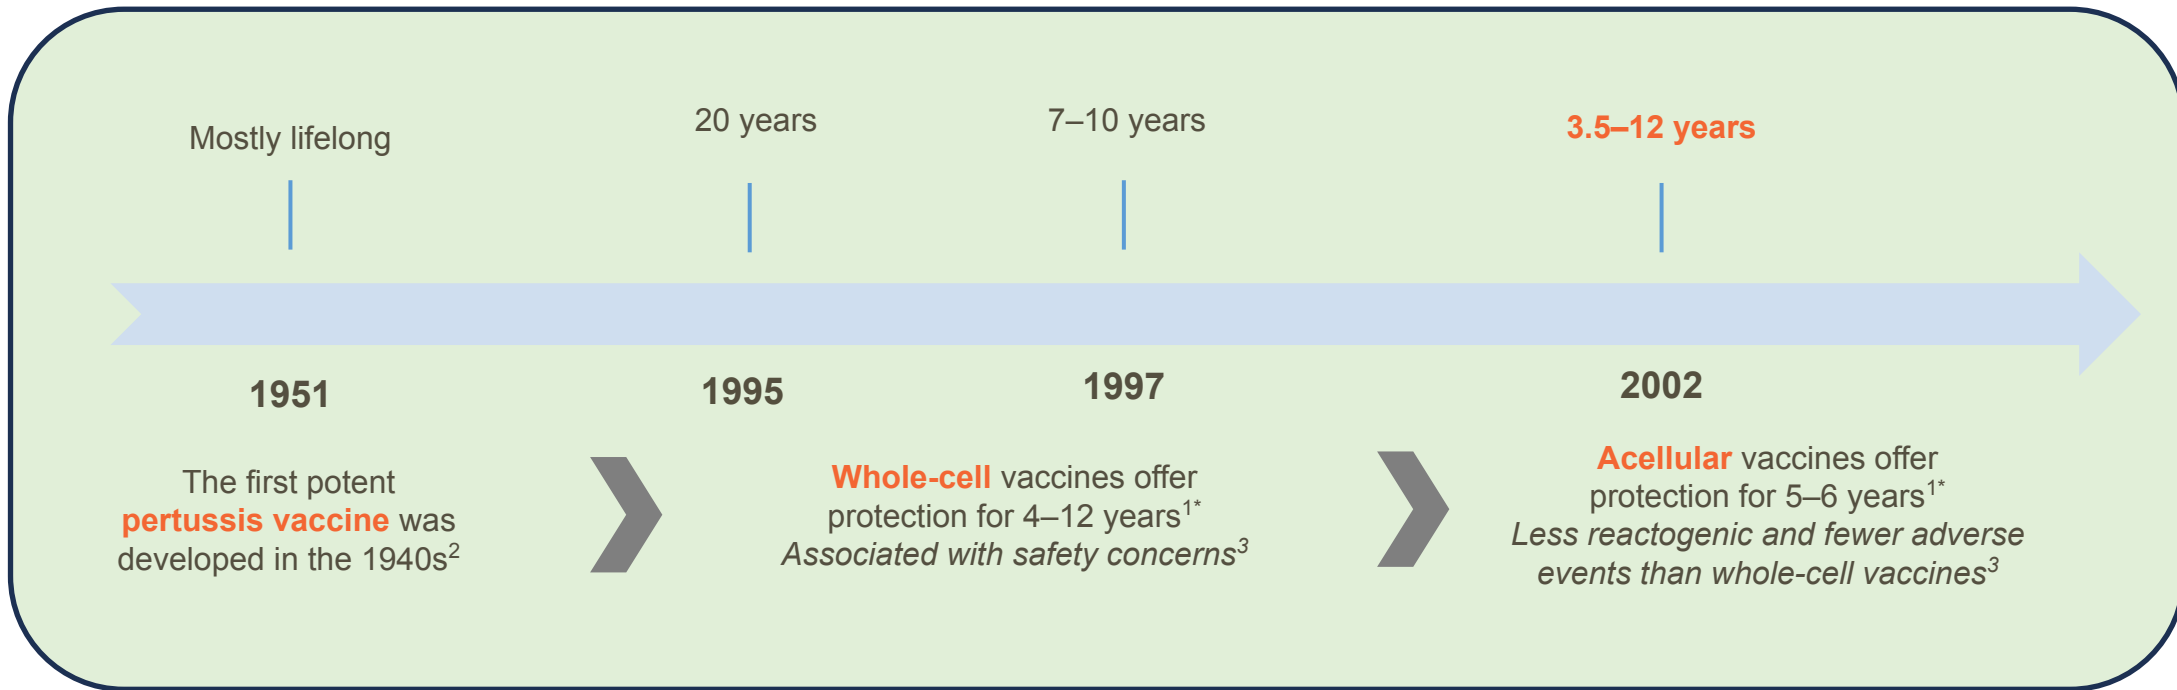 Mostly lifelong
20 years
7–10 years
3.5–12 years
1951
1995
1997
2002
The first potent
pertussis vaccine was
developed in the 1940s2
Whole-cell vaccines offer
protection for 4–12 years1*
Associated with safety concerns3
Acellular vaccines offer
protection for 5–6 years1*
Less reactogenic and fewer adverse
events than whole-cell vaccines3